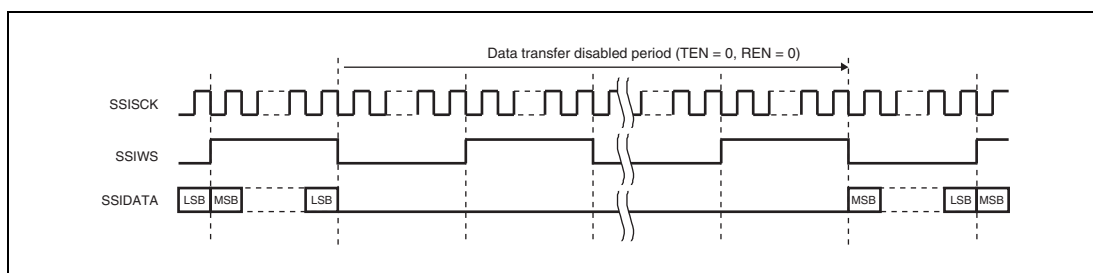 Data transfer disabled period (TEN = 0, REN = 0)
SSISCK
SSIWS
SSIDATA LSB MSB LSB MSB LSB MSB